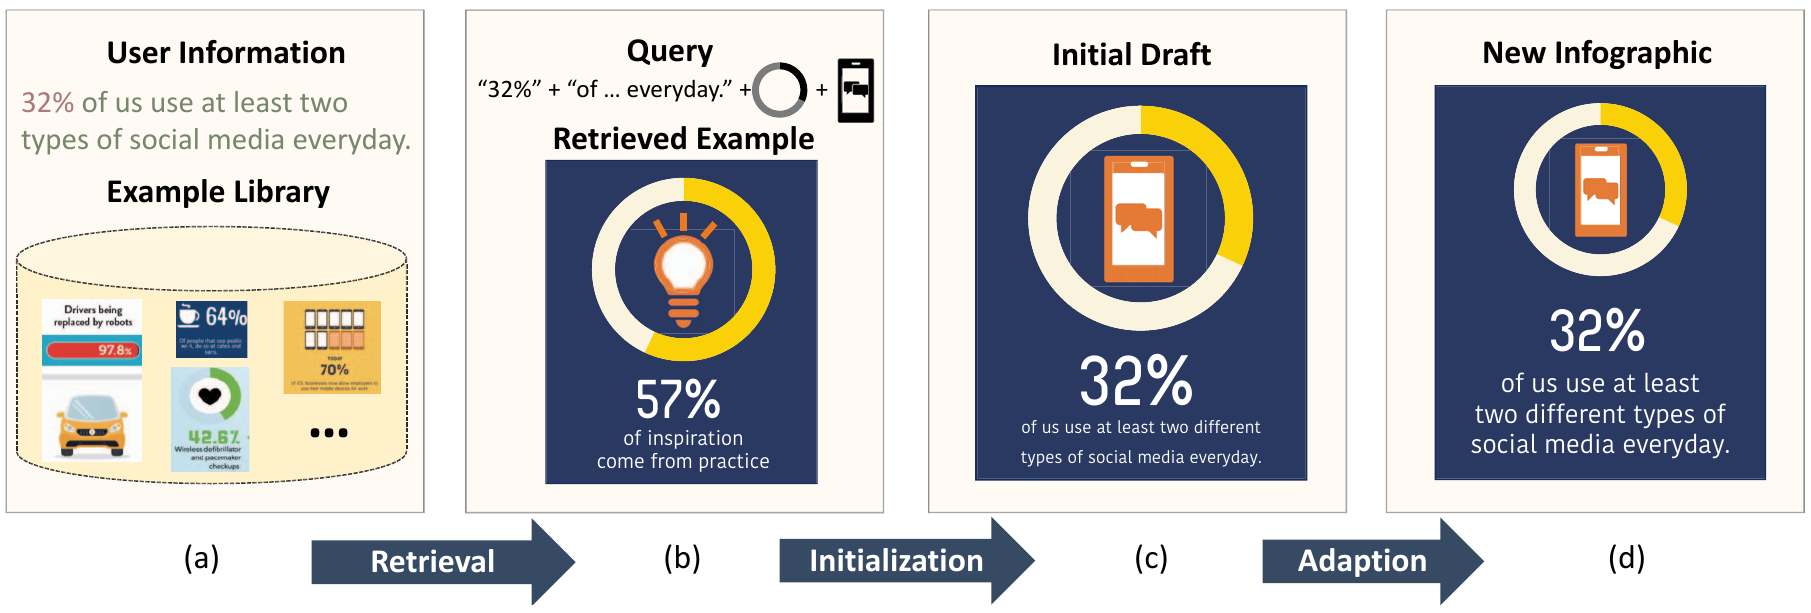 User Information
32% of us use at least two
types of social media everyday.
Example Library
Drivers being
replaced by robots
97.8%
64%
Of people that use public
wi-fi, do so at cafes and
bars.
TODAY
70%
of U.S. businesses now allow employees to
use their mobile devices for work
42.6%
Wireless defibrillator
and pacemaker
checkups
...
(a)
Retrieval
Query
“32%” + “of ... everyday.” + +
Retrieved Example
57%
of inspiration
come from practice
(b)
Initialization
Initial Draft
32%
of us use at least two different
types of social media everyday.
(c)
Adaption
New Infographic
32%
of us use at least
two different types of
social media everyday.
(d)